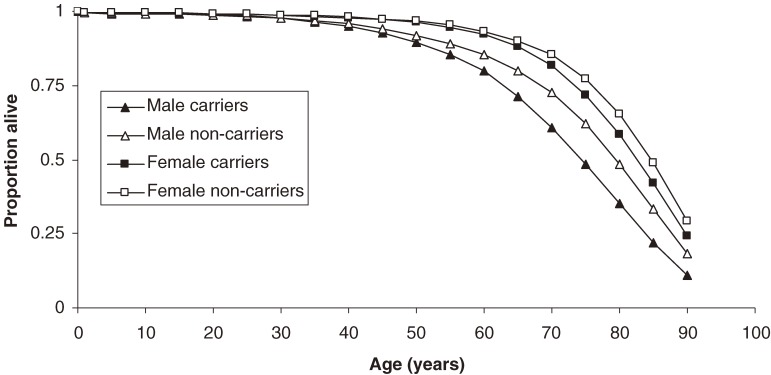 1
0.75
0.5
0.25
0
Proportion alive
Male carriers
Male non-carriers
Female carriers
Female non-carriers
0 10 20 30 40 50 60 70 80 90 100
Age (years)